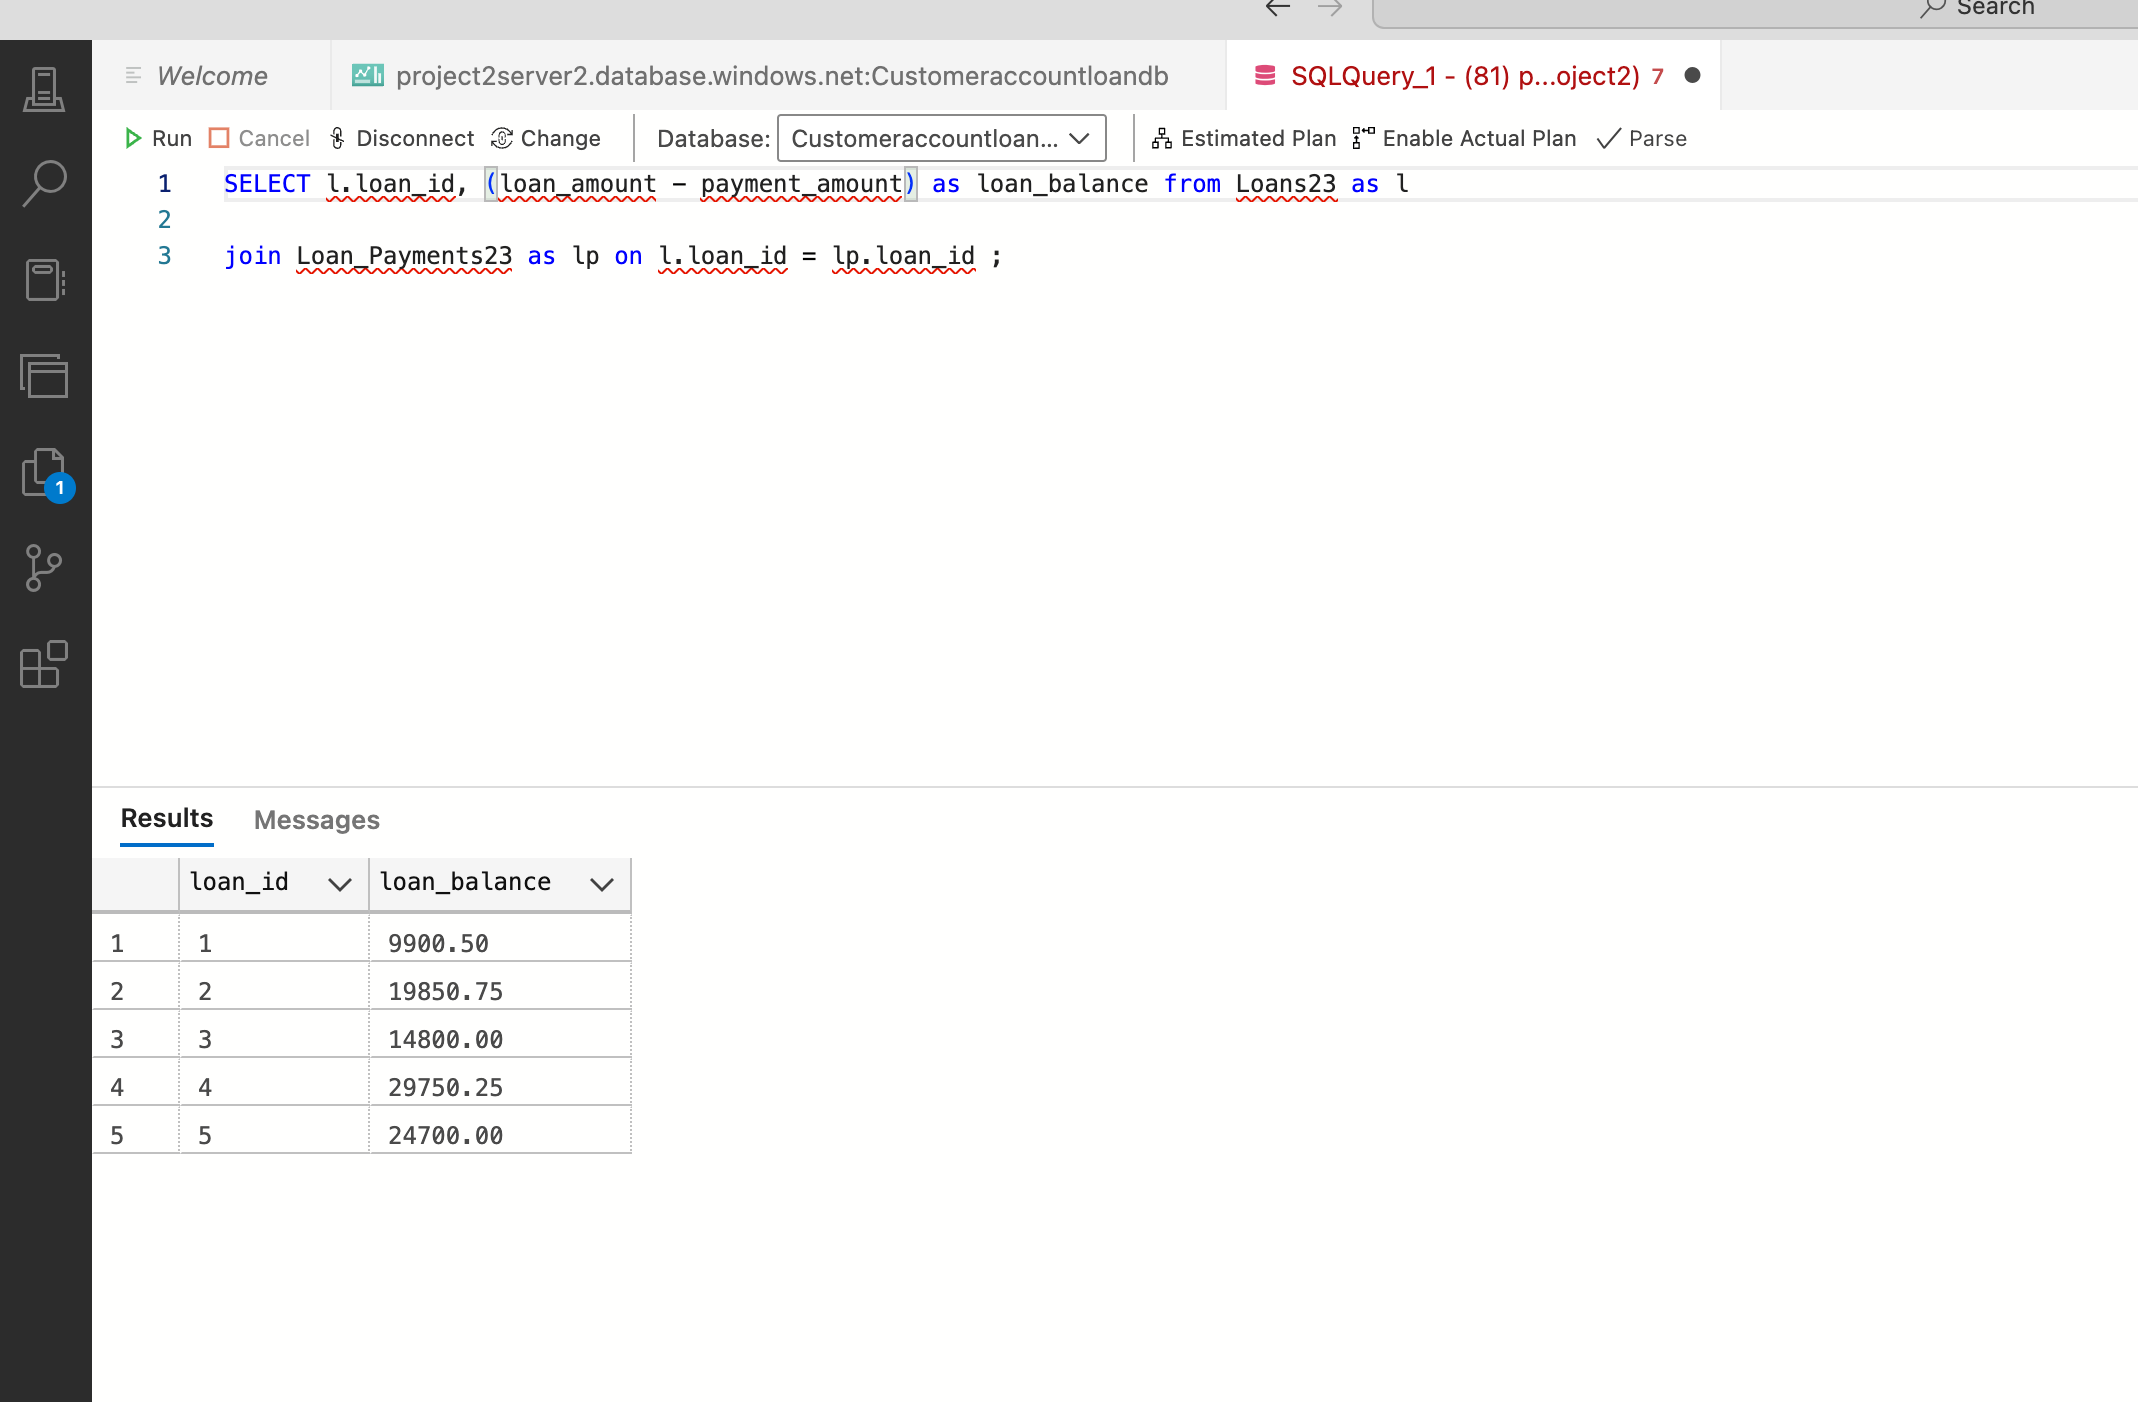 Search
Welcome
project2server2.database.windows.net:Customeraccountloandb
SQLQuery_1 - (81) p...oject2) 7
Run Cancel Disconnect Change Database: Customeraccountloan... Estimated Plan Enable Actual Plan Parse
1 SELECT l.loan_id, (loan_amount - payment_amount) as loan_balance from Loans23 as l
2
3 join Loan_Payments23 as lp on l.loan_id = lp.loan_id ;
1
Results Messages
loan_id loan_balance
1 1 9900.50
2 2 19850.75
3 3 14800.00
4 4 29750.25
5 5 24700.00